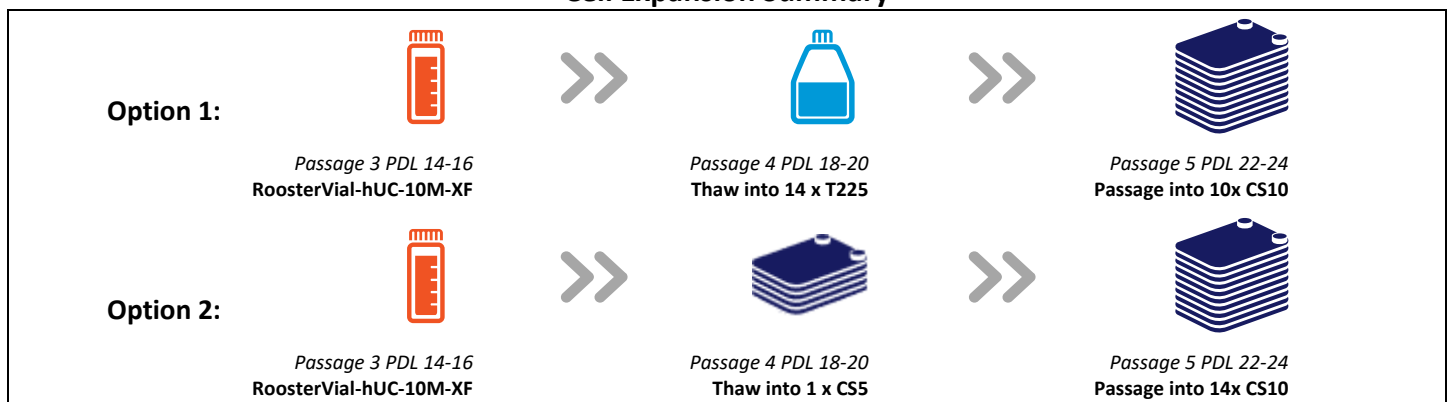 Cell Expansion Summary
Option 1:
Passage 3 PDL 14-16
RoosterVial-hUC-10M-XF
Passage 4 PDL 18-20
Thaw into 14 x T225
Passage 5 PDL 22-24
Passage into 10x CS10
Option 2:
Passage 3 PDL 14-16
RoosterVial-hUC-10M-XF
Passage 4 PDL 18-20
Thaw into 1 x CS5
Passage 5 PDL 22-24
Passage into 14x CS10